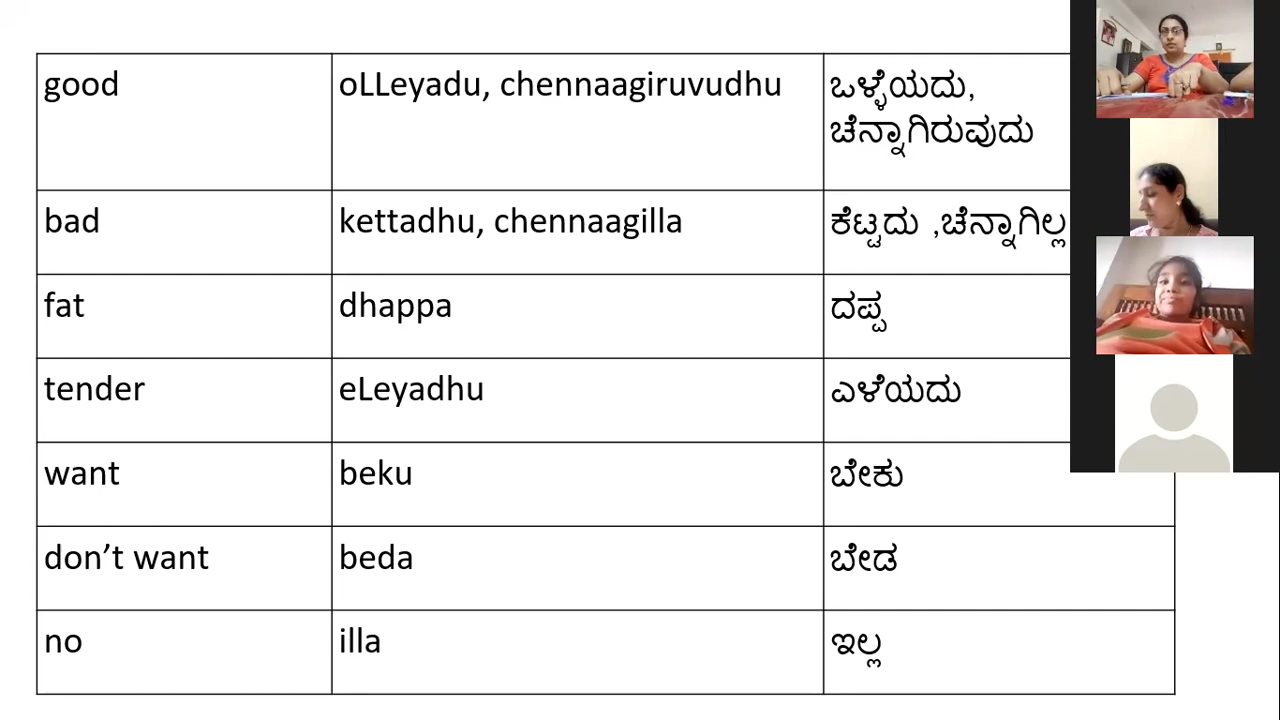 good oLLeyadu, chennaagiruvudhu ಒಳ್ಳೆಯದು,
ಚೆನ್ನಾಗಿರುವುದು
bad kettadhu, chennaagilla ಕೆಟ್ಟದು ,ಚೆನ್ನಾಗಿಲ್ಲ
fat dhappa ದಪ್ಪ
tender eLeyadhu ಎಳೆಯದು
want beku ಬೇಕು
don’t want beda ಬೇಡ
no illa ಇಲ್ಲ